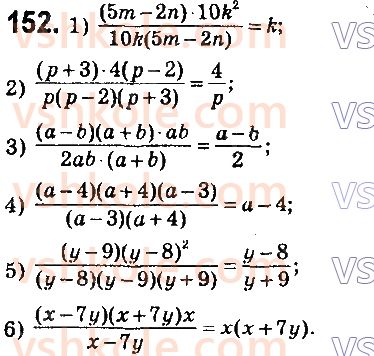 152. 1) \frac{(5m-2n)\cdot 10k^2}{10k(5m-2n)} = k;
VS
2) \frac{(p+3)\cdot 4(p-2)}{p(p-2)(p+3)} = \frac{4}{p};
vshkole.com
3) \frac{(a-b)(a+b)\cdot ab}{2ab\cdot (a+b)} = \frac{a-b}{2};
VS
4) \frac{(a-4)(a+4)(a-3)}{(a-3)(a+4)} = a-4;
vshkole.com
VS
5) \frac{(y-9)(y-8)^2}{(y-8)(y-9)(y+9)} = \frac{y-8}{y+9};
VS
6) \frac{(x-7y)(x+7y)x}{x-7y} = x(x+7y).